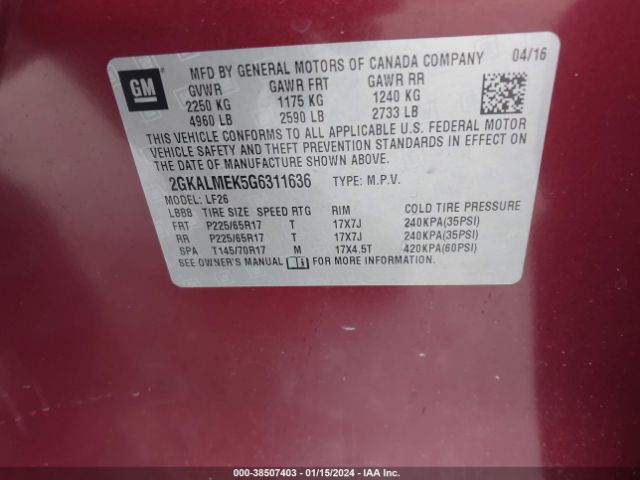 GM
MFD BY GENERAL MOTORS OF CANADA COMPANY 04/16
GVWR GAWR FRT GAWR RR
2250 KG 1175 KG 1240 KG
4960 LB 2590 LB 2733 LB
THIS VEHICLE CONFORMS TO ALL APPLICABLE U.S. FEDERAL MOTOR
VEHICLE SAFETY AND THEFT PREVENTION STANDARDS IN EFFECT ON
THE DATE OF MANUFACTURE SHOWN ABOVE.
2GKALMEK5G6311636 TYPE: M.P.V.
MODEL: LF26
LBB8 TIRE SIZE SPEED RTG RIM COLD TIRE PRESSURE
FRT P225/65R17 T 17X7J 240KPA(35PSI)
RR P225/65R17 T 17X7J 240KPA(35PSI)
SPA T145/70R17 M 17X4.5T 420KPA(60PSI)
SEE OWNER'S MANUAL FOR MORE INFORMATION.
000-38507403 - 01/15/2024 - IAA Inc.